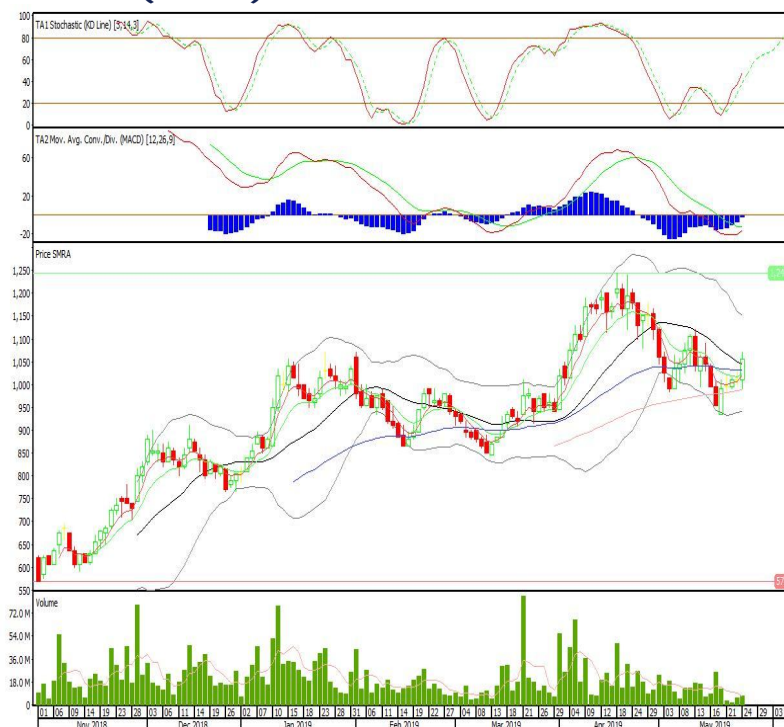 TA1 Stochastic (KD Line) [5,14,3]
100
80
60
40
20
0
TA2 Mov. Avg. Conv./Div. (MACD) [12,26,9]
60
20
-20
Price SMRA
1,250
1,200
1,150
1,100
1,050
1,000
950
900
850
800
750
700
650
600
550
Volume
72.0 M
54.0 M
36.0 M
18.0 M
0.0
01 06 09 14 19 23 28 03 06 11 14 19 26 02 07 10 15 18 23 28 31 06 11 14 19 22 27 04 08 13 18 21 26 29 03 04 09 12 18 24 29 03 08 13 16 21 24 29 03
Nov 2018 Dec 2018 Jan 2019 Feb 2019 Mar 2019 Apr 2019 May 2019